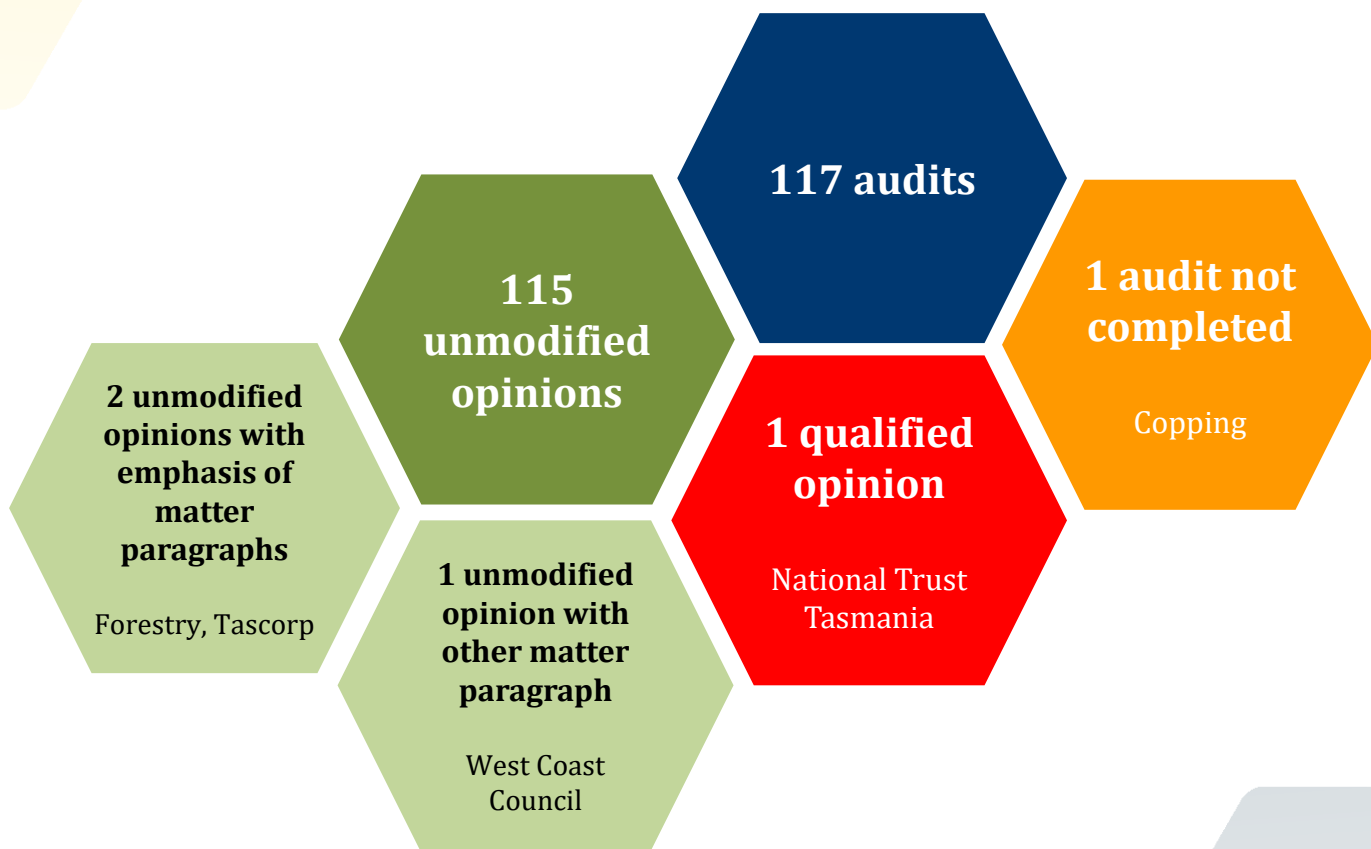 117 audits
115
unmodified
opinions
1 audit not
completed
Copping
2 unmodified
opinions with
emphasis of
matter
paragraphs
Forestry, Tascorp
1 qualified
opinion
National Trust
Tasmania
1 unmodified
opinion with
other matter
paragraph
West Coast
Council